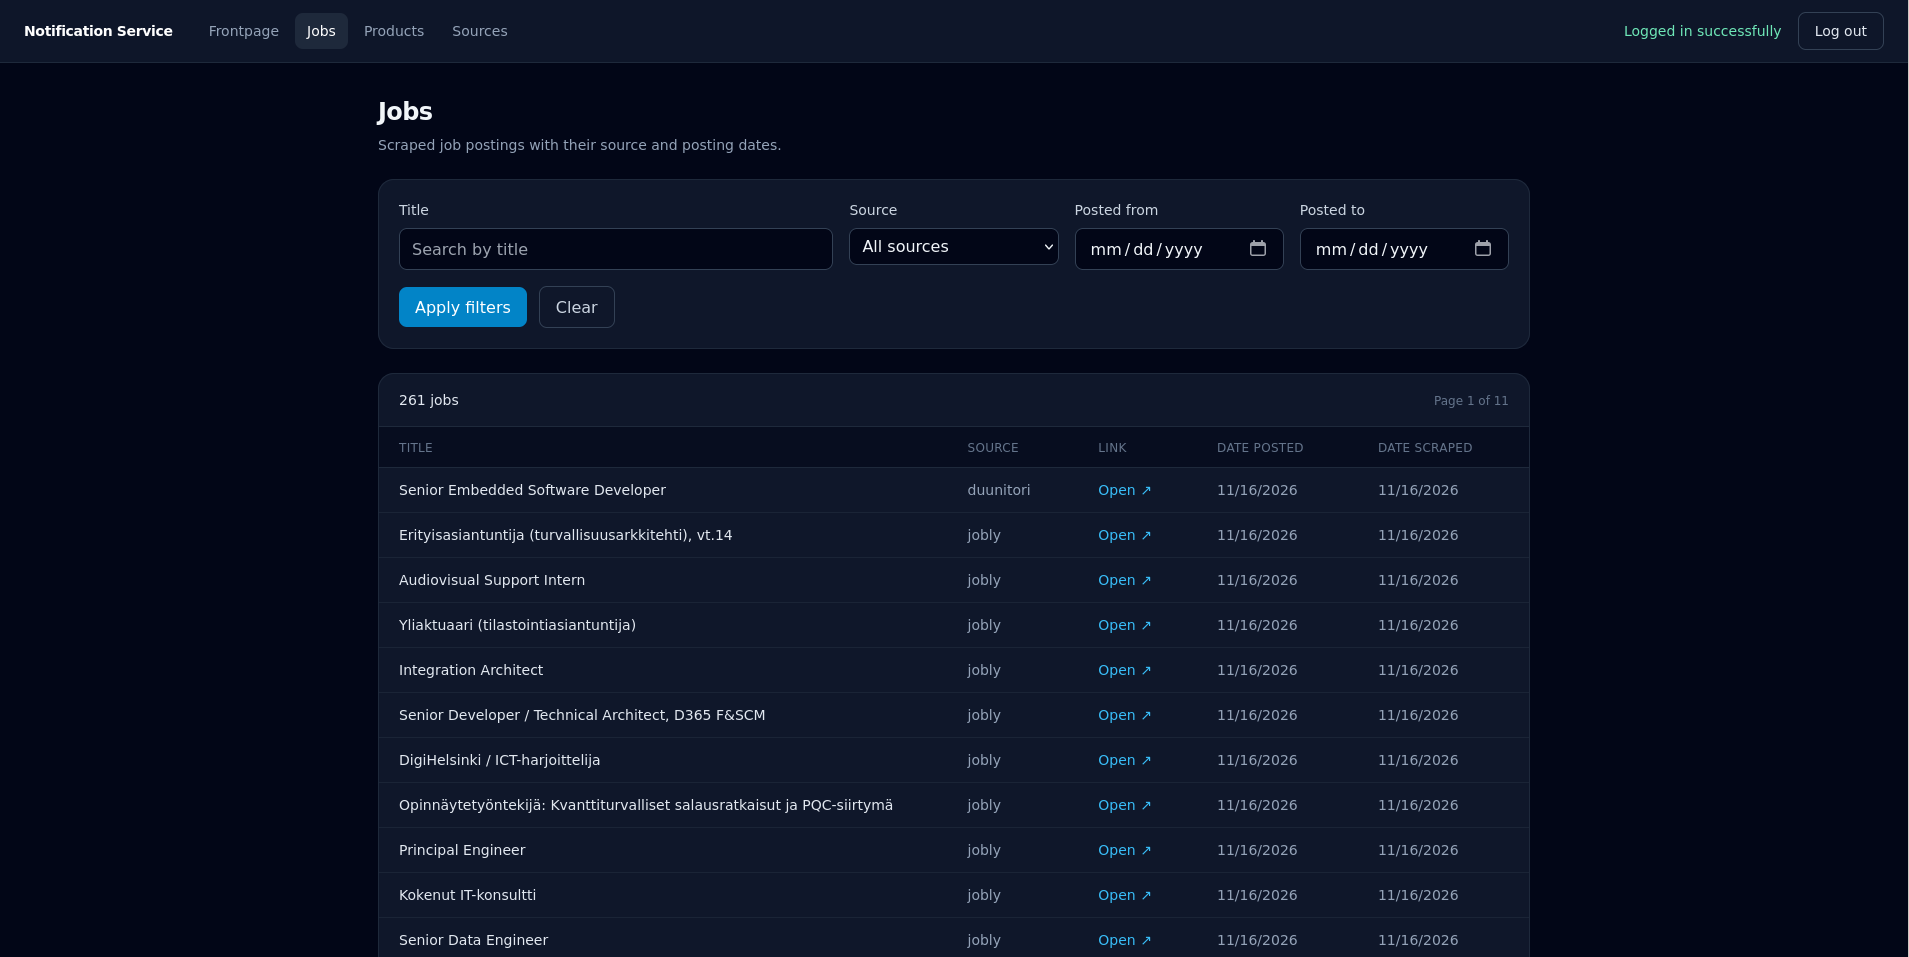 Notification Service Frontpage Jobs Products Sources Logged in successfully Log out
Jobs
Scraped job postings with their source and posting dates.
Title Source Posted from Posted to
Search by title All sources mm/dd/yyyy mm/dd/yyyy
Apply filters Clear
261 jobs Page 1 of 11
TITLE SOURCE LINK DATE POSTED DATE SCRAPED
Senior Embedded Software Developer duunitori Open ↗ 11/16/2026 11/16/2026
Erityisasiantuntija (turvallisuusarkkitehti), vt.14 jobly Open ↗ 11/16/2026 11/16/2026
Audiovisual Support Intern jobly Open ↗ 11/16/2026 11/16/2026
Yliaktuaari (tilastointiasiantuntija) jobly Open ↗ 11/16/2026 11/16/2026
Integration Architect jobly Open ↗ 11/16/2026 11/16/2026
Senior Developer / Technical Architect, D365 F&SCM jobly Open ↗ 11/16/2026 11/16/2026
DigiHelsinki / ICT-harjoittelija jobly Open ↗ 11/16/2026 11/16/2026
Opinnäytetyöntekijä: Kvanttiturvalliset salausratkaisut ja PQC-siirtymä jobly Open ↗ 11/16/2026 11/16/2026
Principal Engineer jobly Open ↗ 11/16/2026 11/16/2026
Kokenut IT-konsultti jobly Open ↗ 11/16/2026 11/16/2026
Senior Data Engineer jobly Open ↗ 11/16/2026 11/16/2026